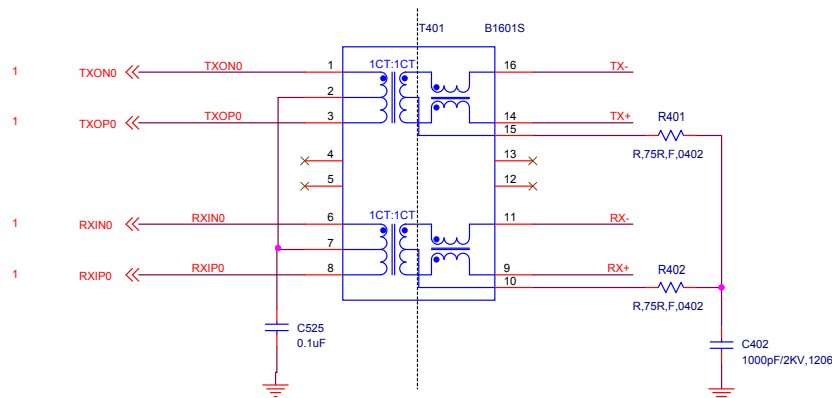 T401 B1601S
1 TXON0 TXON0 1 1CT:1CT 16 TX-
2
1 TXOP0 TXOP0 3 14 TX+ R401
15
R,75R,F,0402
4 13
5 12
1 RXIN0 RXIN0 6 1CT:1CT 11 RX-
7
1 RXIP0 RXIP0 8 9 RX+ R402
10
R,75R,F,0402
C525
0.1uF
C402
1000pF/2KV,1206